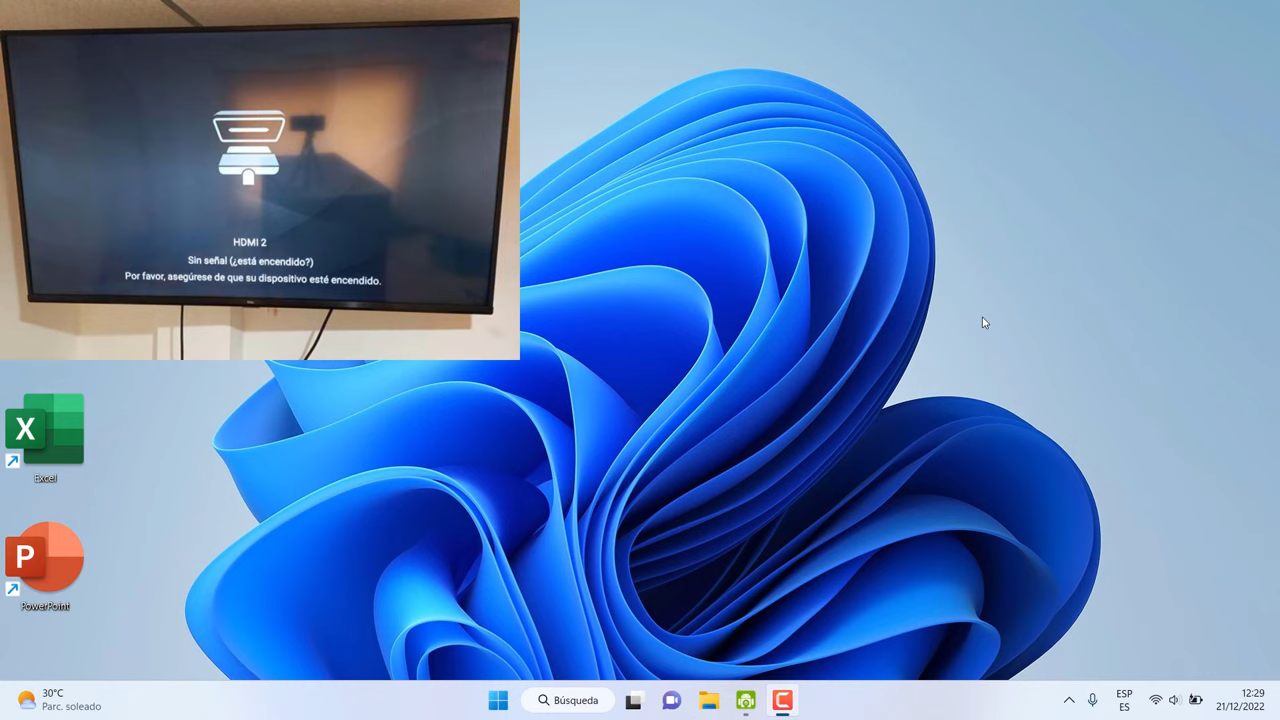 HDMI 2
Sin señal (¿está encendido?)
Por favor, asegúrese de que su dispositivo esté encendido.
X
Excel
P
PowerPoint
30°C
Parc. soleado
Búsqueda
ESP
ES
12:29
21/12/2022